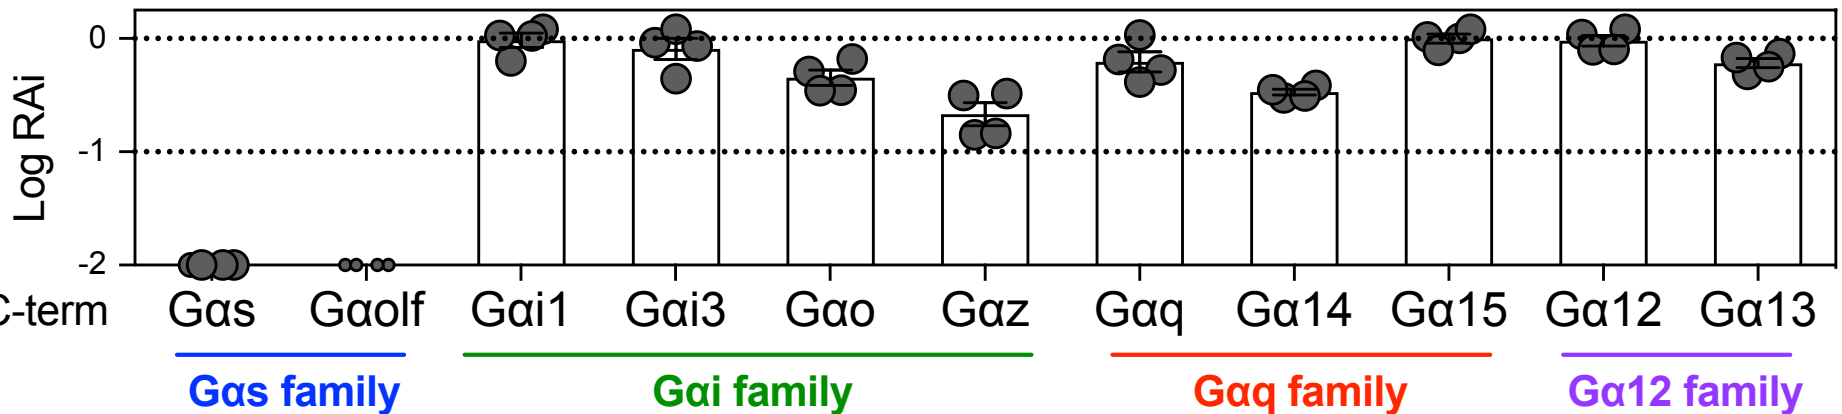 Log RAi
0
-1
-2
C-term Gαs Gαolf Gαi1 Gαi3 Gαo Gαz Gαq Gα14 Gα15 Gα12 Gα13
Gαs family Gαi family Gαq family Gα12 family